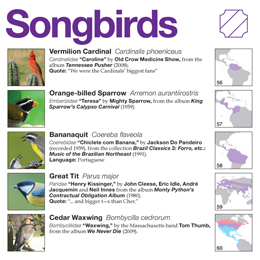 Songbirds
Vermilion Cardinal Cardinalis phoeniceus
Cardinalidae "Caroline" by Old Crow Medicine Show, from the
album Tennessee Pusher (2008).
Quote: "We were the Cardinals' biggest fans"
56
Orange-billed Sparrow Arremon aurantiirostris
Emberizidae "Teresa" by Mighty Sparrow, from the album King
Sparrow's Calypso Carnival (1959).
57
Bananaquit Coereba flaveola
Coerebidae "Chiclete com Banana," by Jackson Do Pandeiro
(recorded 1959), from the collection Brazil Classics 3: Forro, etc.:
Music of the Brazilian Northeast (1991).
Language: Portuguese
58
Great Tit Parus major
Paridae "Henry Kissinger," by John Cleese, Eric Idle, André
Jacquemin and Neil Innes from the album Monty Python's
Contractual Obligation Album (1980).
Quote: "... and bigger t—s than Cher."
59
Cedar Waxwing Bombycilla cedrorum
Bombycillidae "Waxwing," by the Massachusetts band Tom Thumb,
from the album We Never Die (2009).
60